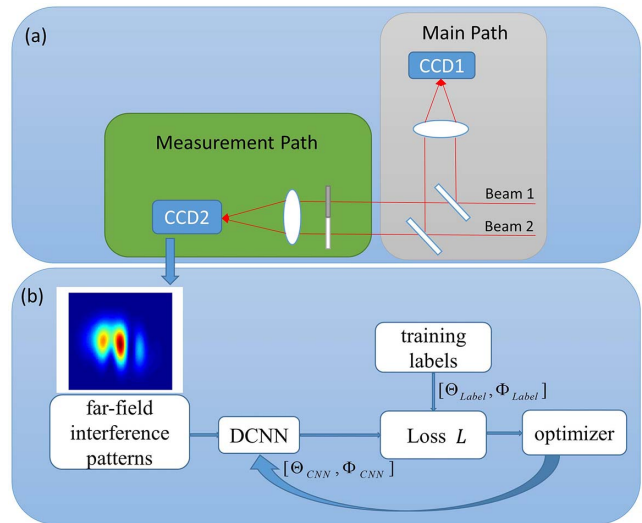 (a)
Main Path
CCD1
Measurement Path
CCD2
Beam 1
Beam 2
(b)
training
labels
[Θ_Label, Φ_Label]
far-field
interference
patterns
DCNN
Loss L
optimizer
[Θ_CNN, Φ_CNN]